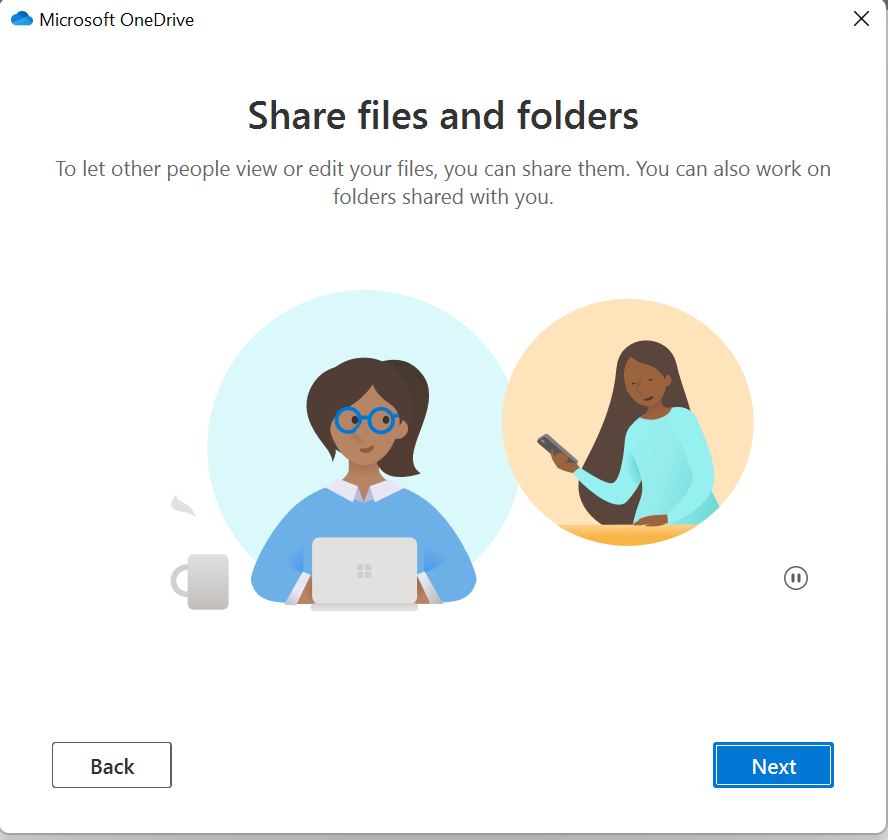 Microsoft OneDrive
Share files and folders
To let other people view or edit your files, you can share them. You can also work on
folders shared with you.
Back
Next